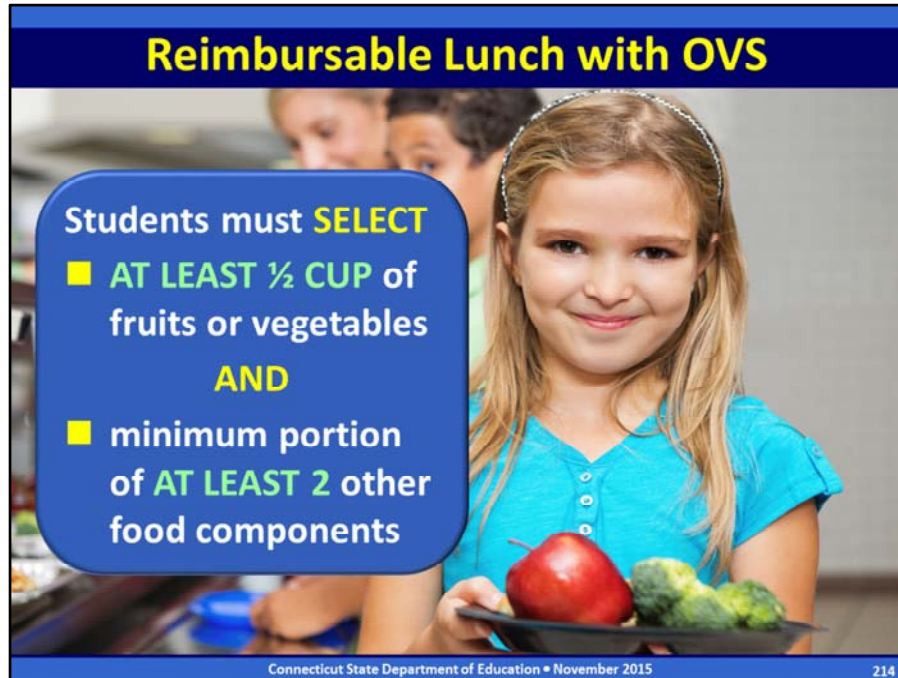 Reimbursable Lunch with OVS
Students must SELECT
■ AT LEAST ½ CUP of
fruits or vegetables
AND
■ minimum portion
of AT LEAST 2 other
food components
Connecticut State Department of Education • November 2015
214